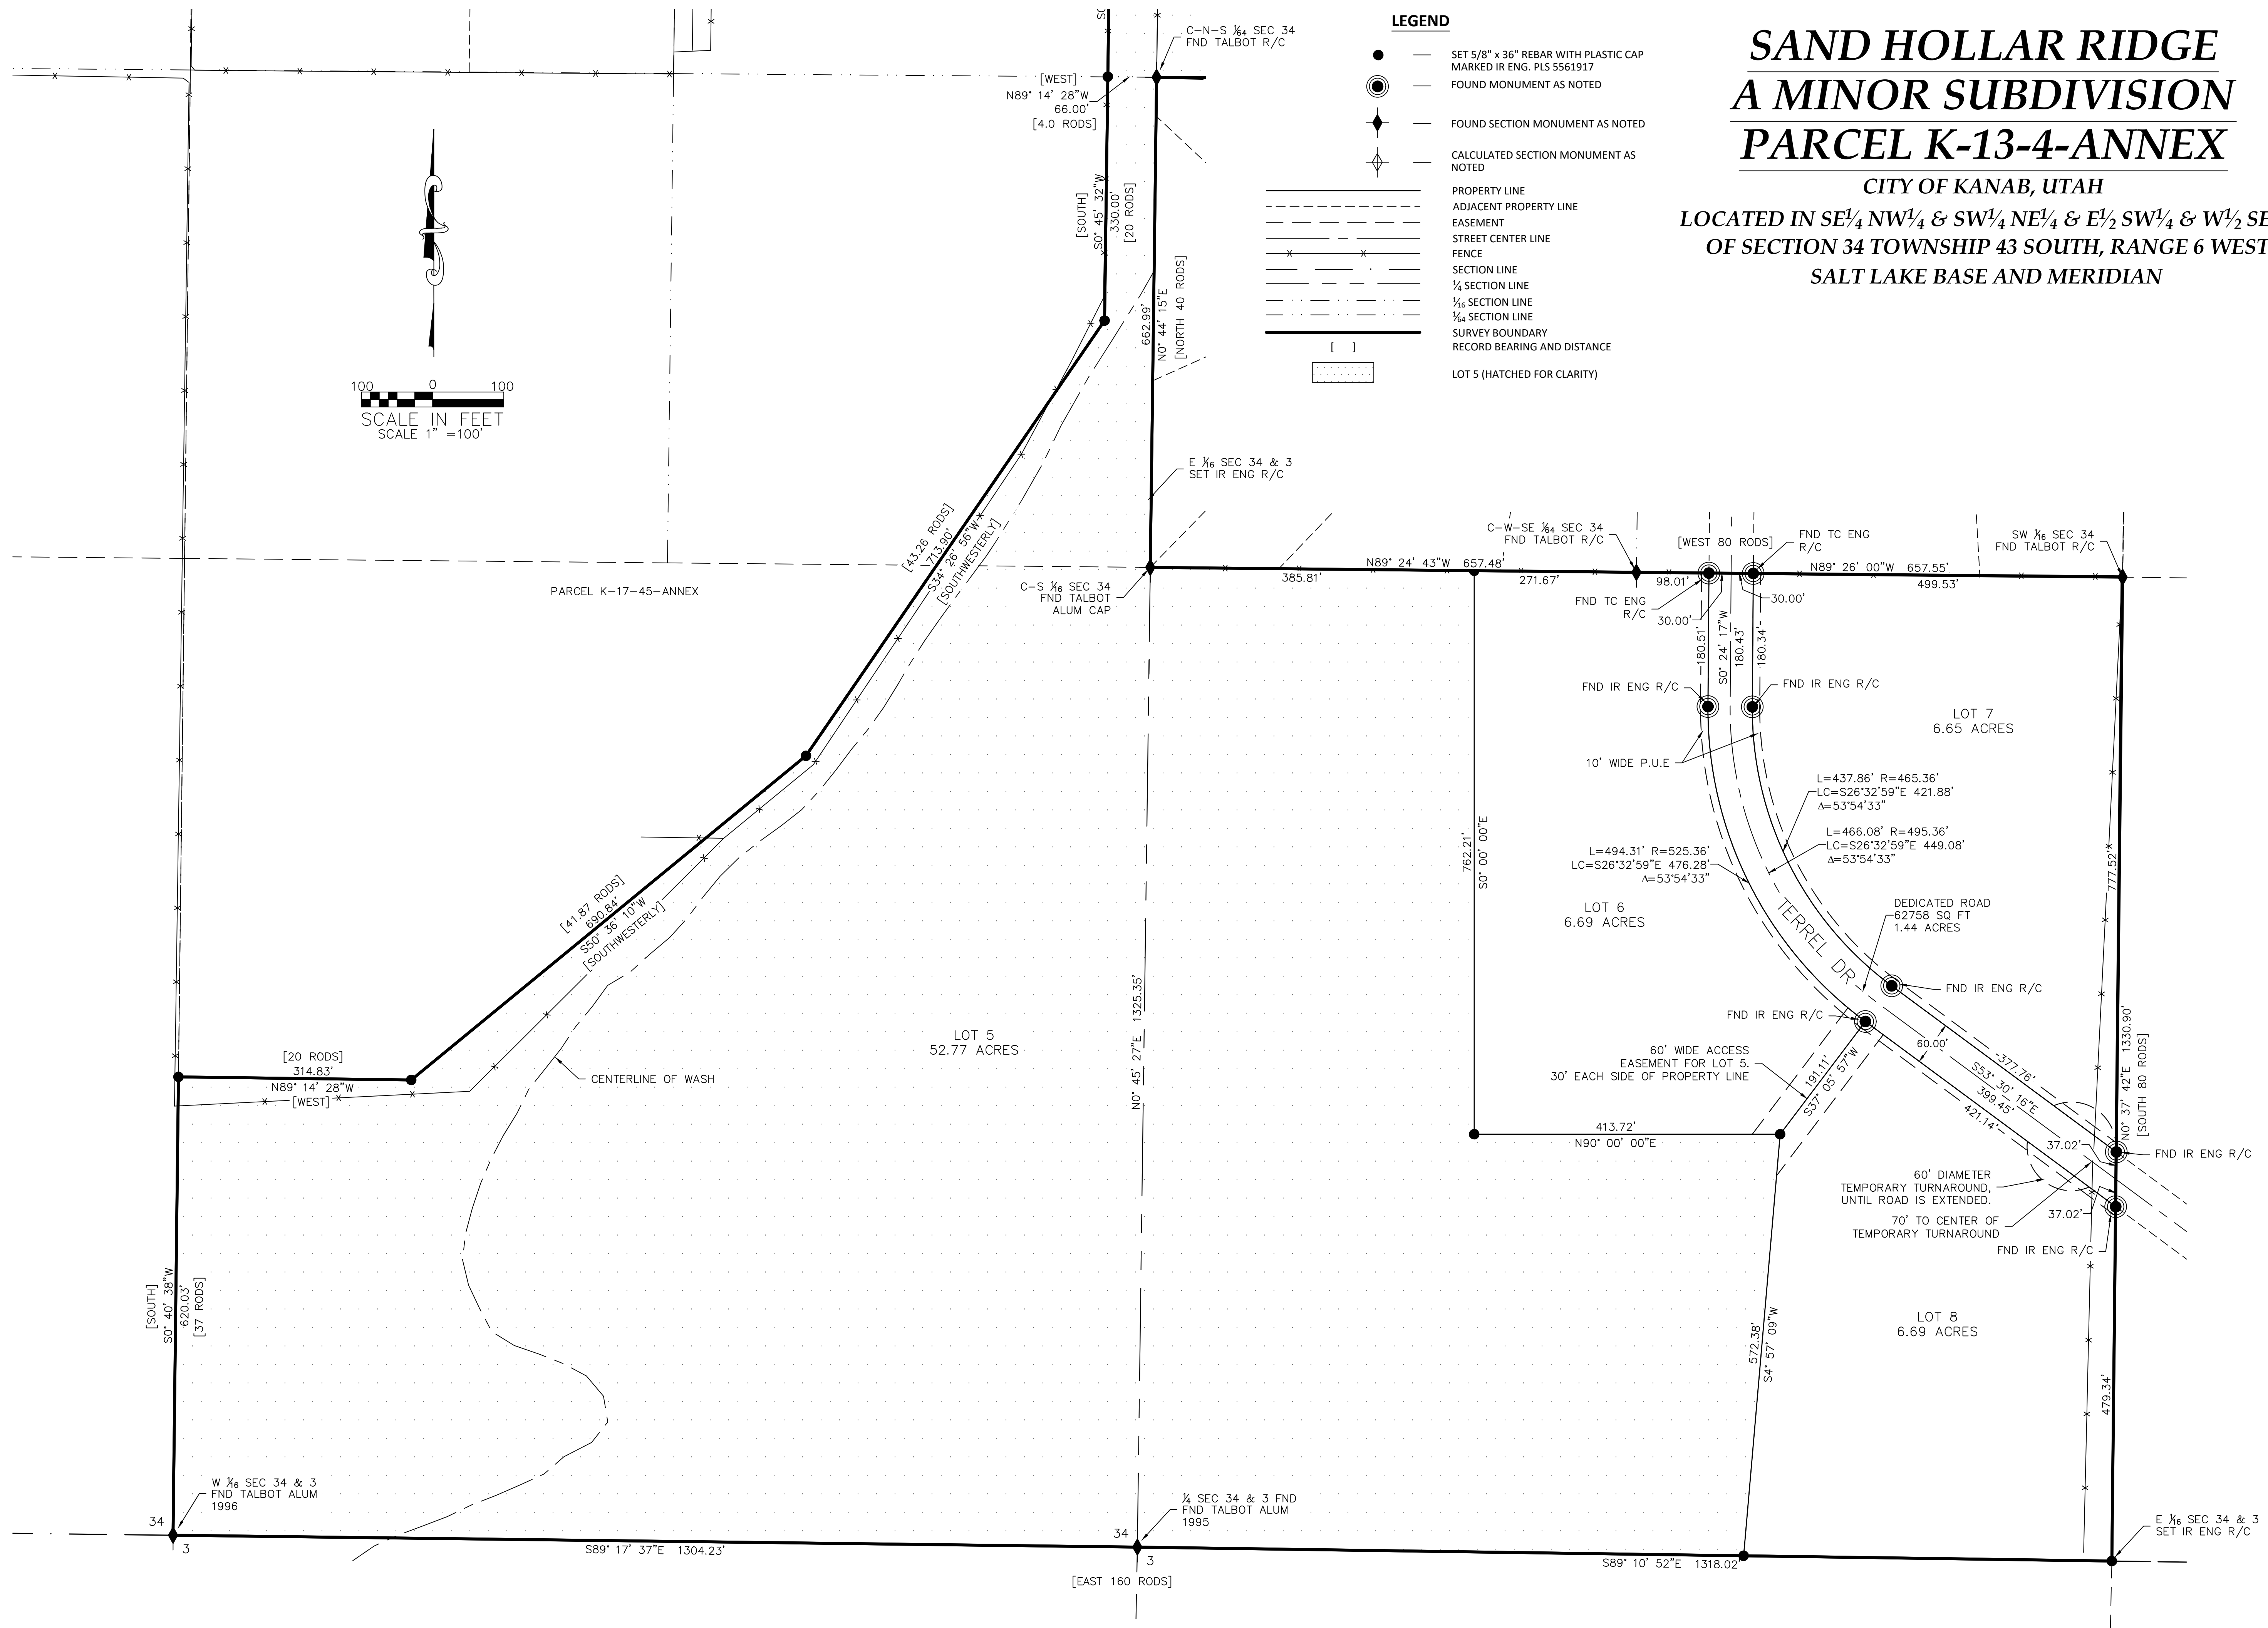 SAND HOLLAR RIDGE
A MINOR SUBDIVISION
PARCEL K-13-4-ANNEX
CITY OF KANAB, UTAH
LOCATED IN SE¼ NW¼ & SW¼ NE¼ & E½ SW¼ & W½ SE
OF SECTION 34 TOWNSHIP 43 SOUTH, RANGE 6 WEST
SALT LAKE BASE AND MERIDIAN
LEGEND
SET 5/8" x 36" REBAR WITH PLASTIC CAP
MARKED IR ENG. PLS 5561917
FOUND MONUMENT AS NOTED
FOUND SECTION MONUMENT AS NOTED
CALCULATED SECTION MONUMENT AS
NOTED
PROPERTY LINE
ADJACENT PROPERTY LINE
EASEMENT
STREET CENTER LINE
FENCE
SECTION LINE
¼ SECTION LINE
1/16 SECTION LINE
1/64 SECTION LINE
SURVEY BOUNDARY
[ ] RECORD BEARING AND DISTANCE
LOT 5 (HATCHED FOR CLARITY)
C-N-S 1/64 SEC 34
FND TALBOT R/C
[WEST]
N89° 14' 28"W
66.00'
[4.0 RODS]
[SOUTH]
S0° 45' 32"W
330.00'
[20 RODS]
662.99'
N0° 44' 15"E
[NORTH 40 RODS]
100 0 100
SCALE IN FEET
SCALE 1" =100'
E 1/16 SEC 34 & 3
SET IR ENG R/C
PARCEL K-17-45-ANNEX
[43.26 RODS]
713.90'
S34° 26' 56"W
[SOUTHWESTERLY]
C-S 1/16 SEC 34
FND TALBOT
ALUM CAP
C-W-SE 1/64 SEC 34
FND TALBOT R/C
[WEST 80 RODS]
FND TC ENG
R/C
SW 1/16 SEC 34
FND TALBOT R/C
N89° 24' 43"W 657.48'
385.81'
271.67'
98.01'
N89° 26' 00"W 657.55'
499.53'
FND TC ENG
R/C
30.00'
30.00'
180.51'
S0° 24' 17"W
180.43'
180.34'
FND IR ENG R/C
FND IR ENG R/C
LOT 7
6.65 ACRES
10' WIDE P.U.E
L=437.86' R=465.36'
LC=S26°32'59"E 421.88'
Δ=53°54'33"
L=466.08' R=495.36'
LC=S26°32'59"E 449.08'
Δ=53°54'33"
L=494.31' R=525.36'
LC=S26°32'59"E 476.28'
Δ=53°54'33"
762.21'
S0° 00' 00"E
777.52'
LOT 6
6.69 ACRES
TERREL DR
DEDICATED ROAD
62758 SQ FT
1.44 ACRES
[41.87 RODS]
690.84'
S50° 36' 10"W
[SOUTHWESTERLY]
FND IR ENG R/C
FND IR ENG R/C
N0° 45' 27"E 1325.35'
LOT 5
52.77 ACRES
[20 RODS]
314.83'
N89° 14' 28"W
[WEST]
CENTERLINE OF WASH
60' WIDE ACCESS
EASEMENT FOR LOT 5.
30' EACH SIDE OF PROPERTY LINE
191.11'
S37° 05' 57"W
60.00'
377.76'
S53° 30' 16"E
399.45'
421.14'
N0° 37' 42"E 1330.90'
[SOUTH 80 RODS]
413.72'
N90° 00' 00"E
37.02'
FND IR ENG R/C
60' DIAMETER
TEMPORARY TURNAROUND,
UNTIL ROAD IS EXTENDED.
37.02'
70' TO CENTER OF
TEMPORARY TURNAROUND
FND IR ENG R/C
[SOUTH]
S0° 40' 38"W
620.03'
[37 RODS]
572.38'
S4° 57' 09"W
LOT 8
6.69 ACRES
479.34'
W 1/16 SEC 34 & 3
FND TALBOT ALUM
1996
34
3
¼ SEC 34 & 3 FND
FND TALBOT ALUM
1995
34
3
E 1/16 SEC 34 & 3
SET IR ENG R/C
S89° 17' 37"E 1304.23'
S89° 10' 52"E 1318.02'
[EAST 160 RODS]